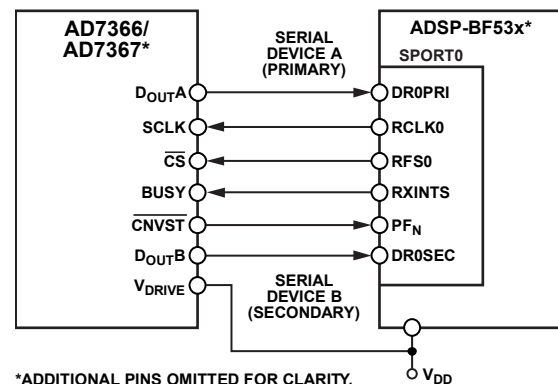 AD7366/
AD7367*
ADSP-BF53x*
SERIAL
DEVICE A
(PRIMARY)
SPORT0
DOUTA
DR0PRI
SCLK
RCLK0
CS
RFS0
BUSY
RXINTS
CNVST
PFN
DOUTB
DR0SEC
VDRIVE
SERIAL
DEVICE B
(SECONDARY)
VDD
*ADDITIONAL PINS OMITTED FOR CLARITY.